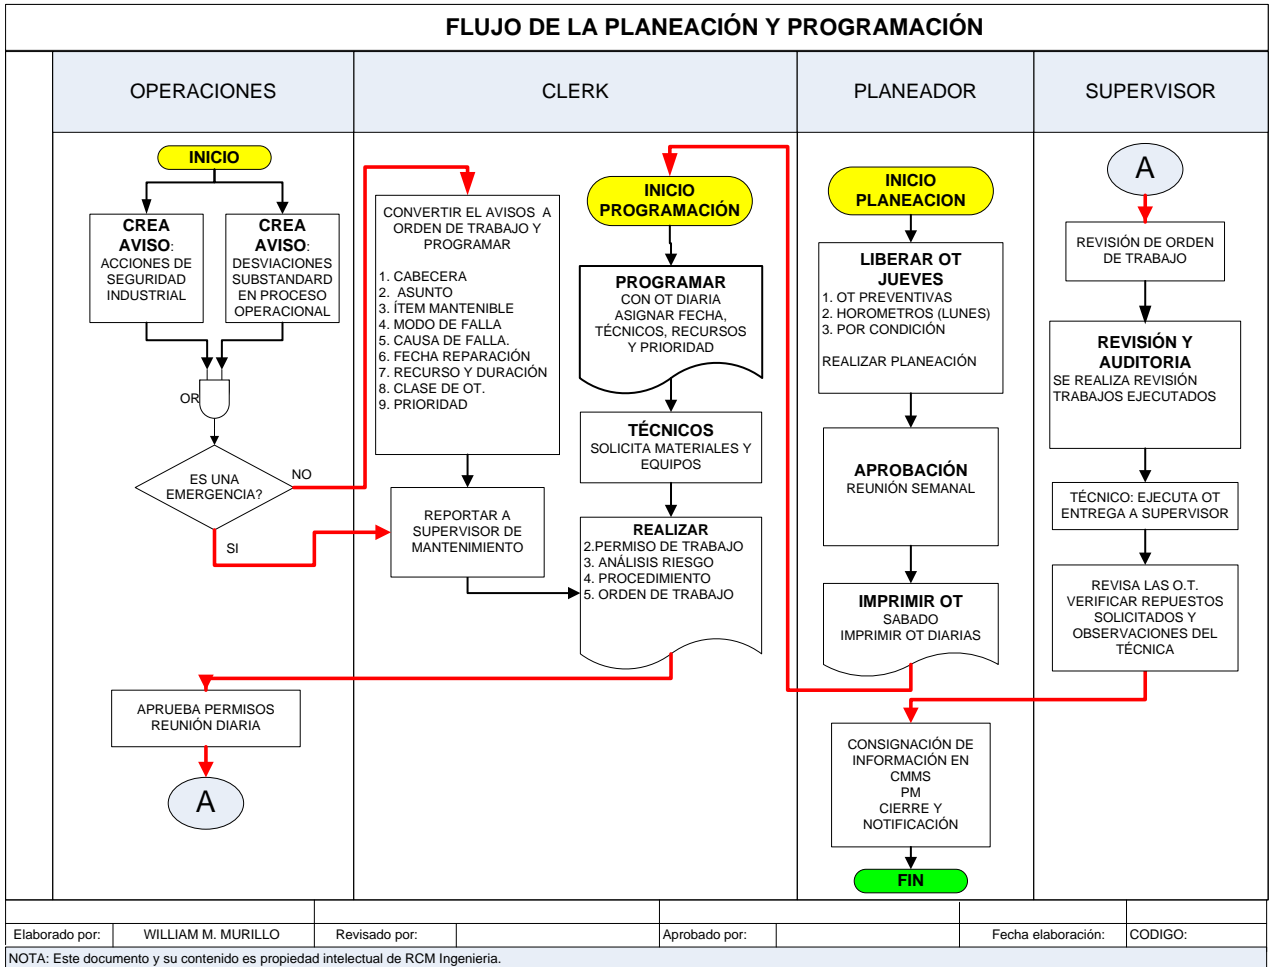 FLUJO DE LA PLANEACIÓN Y PROGRAMACIÓN
OPERACIONES
CLERK
PLANEADOR
SUPERVISOR
INICIO
CREA
AVISO:
ACCIONES DE
SEGURIDAD
INDUSTRIAL
CREA
AVISO:
DESVIACIONES
SUBSTANDARD
EN PROCESO
OPERACIONAL
OR
ES UNA
EMERGENCIA?
NO
SI
APRUEBA PERMISOS
REUNIÓN DIARIA
A
CONVERTIR EL AVISOS A
ORDEN DE TRABAJO Y
PROGRAMAR
1. CABECERA
2. ASUNTO
3. ÍTEM MANTENIBLE
4. MODO DE FALLA
5. CAUSA DE FALLA.
6. FECHA REPARACIÓN
7. RECURSO Y DURACIÓN
8. CLASE DE OT.
9. PRIORIDAD
REPORTAR A
SUPERVISOR DE
MANTENIMIENTO
INICIO
PROGRAMACIÓN
PROGRAMAR
CON OT DIARIA
ASIGNAR FECHA,
TÉCNICOS, RECURSOS
Y PRIORIDAD
TÉCNICOS
SOLICITA MATERIALES Y
EQUIPOS
REALIZAR
2.PERMISO DE TRABAJO
3. ANÁLISIS RIESGO
4. PROCEDIMIENTO
5. ORDEN DE TRABAJO
INICIO
PLANEACION
LIBERAR OT
JUEVES
1. OT PREVENTIVAS
2. HOROMETROS (LUNES)
3. POR CONDICIÓN
REALIZAR PLANEACIÓN
APROBACIÓN
REUNIÓN SEMANAL
IMPRIMIR OT
SABADO
IMPRIMIR OT DIARIAS
CONSIGNACIÓN DE
INFORMACIÓN EN
CMMS
PM
CIERRE Y
NOTIFICACIÓN
FIN
A
REVISIÓN DE ORDEN
DE TRABAJO
REVISIÓN Y
AUDITORIA
SE REALIZA REVISIÓN
TRABAJOS EJECUTADOS
TÉCNICO: EJECUTA OT
ENTREGA A SUPERVISOR
REVISA LAS O.T.
VERIFICAR REPUESTOS
SOLICITADOS Y
OBSERVACIONES DEL
TÉCNICA
Elaborado por: WILLIAM M. MURILLO Revisado por: Aprobado por: Fecha elaboración: CODIGO:
NOTA: Este documento y su contenido es propiedad intelectual de RCM Ingenieria.